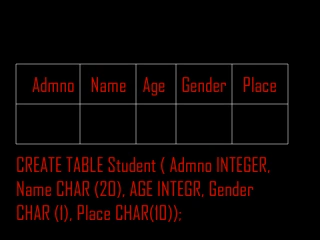 Admno Name Age Gender Place
CREATE TABLE Student ( Admno INTEGER,
Name CHAR (20), AGE INTEGR, Gender
CHAR (1), Place CHAR(10));